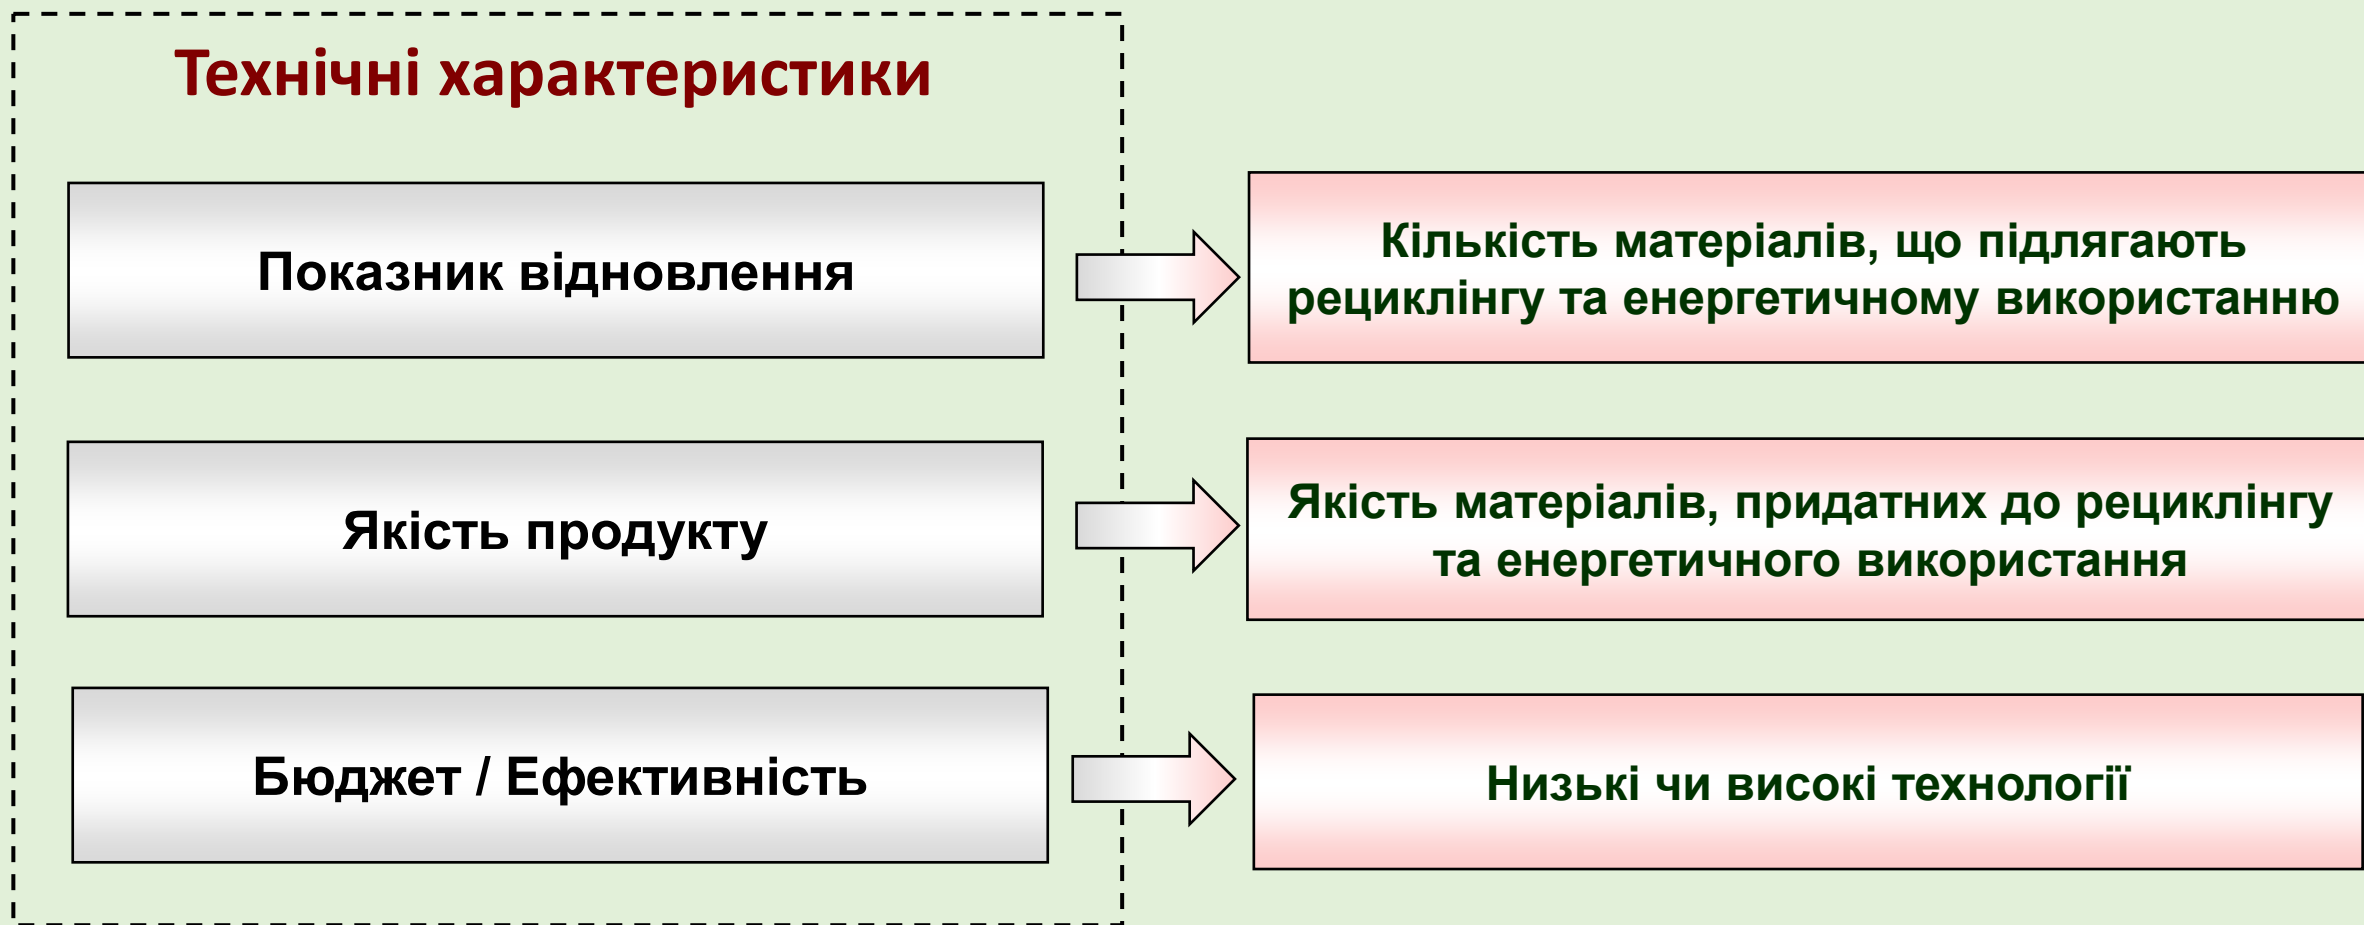 Технічні характеристики
Показник відновлення
Кількість матеріалів, що підлягають
рециклінгу та енергетичному використанню
Якість продукту
Якість матеріалів, придатних до рециклінгу
та енергетичного використання
Бюджет / Ефективність
Низькі чи високі технології